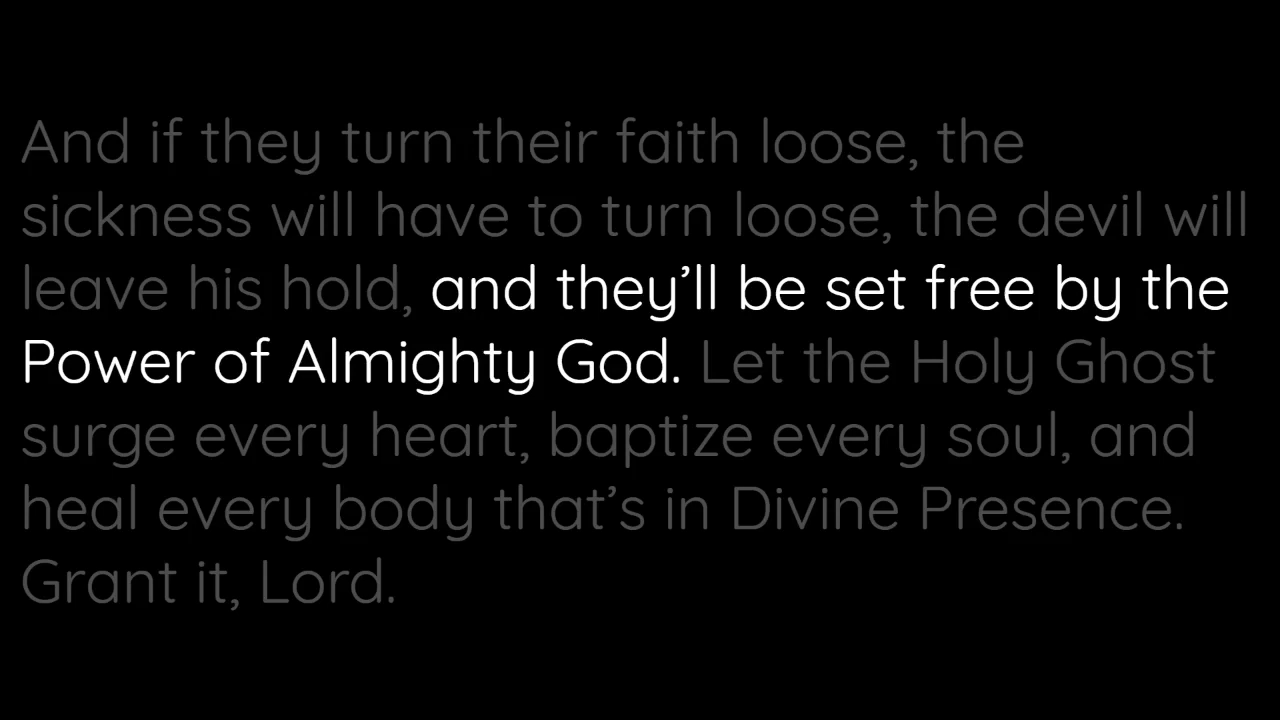 And if they turn their faith loose, the
sickness will have to turn loose, the devil will
leave his hold, and they’ll be set free by the
Power of Almighty God. Let the Holy Ghost
surge every heart, baptize every soul, and
heal every body that’s in Divine Presence.
Grant it, Lord.